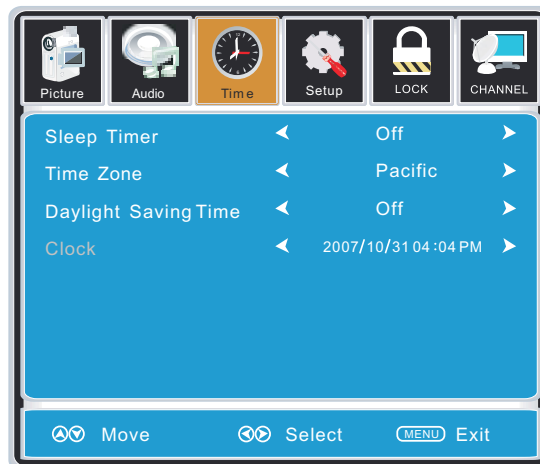 Picture Audio Time Setup LOCK CHANNEL
Sleep Timer Off
Time Zone Pacific
Daylight Saving Time Off
Clock 2007/10/31 04:04 PM
Move Select MENU Exit